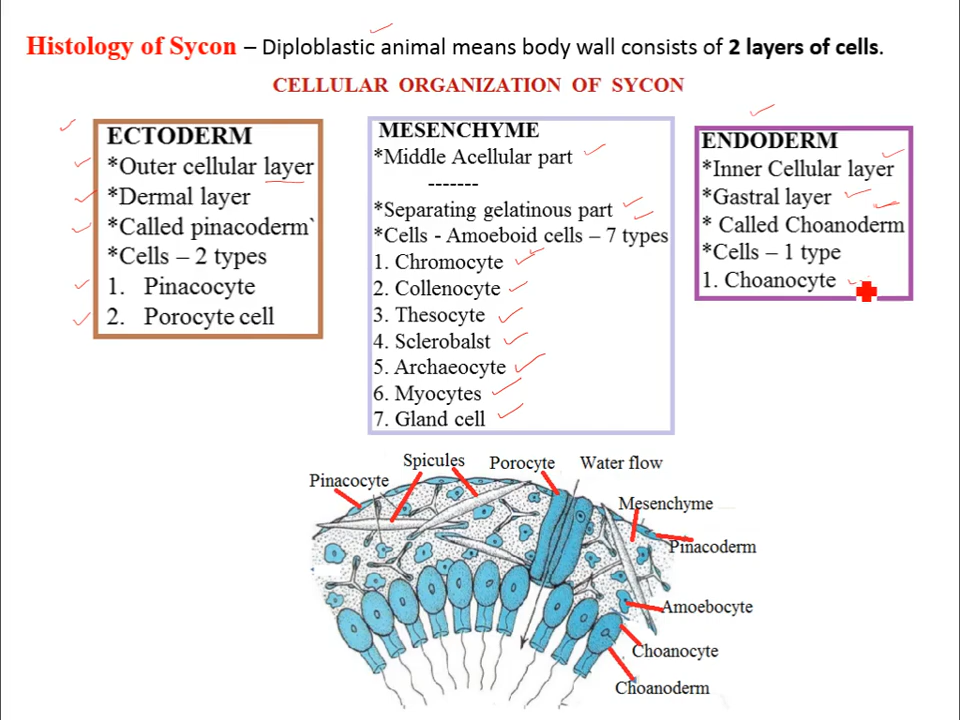 Histology of Sycon – Diploblastic animal means body wall consists of 2 layers of cells.
CELLULAR ORGANIZATION OF SYCON
ECTODERM
*Outer cellular layer
*Dermal layer
*Called pinacoderm`
*Cells – 2 types
1. Pinacocyte
2. Porocyte cell
MESENCHYME
*Middle Acellular part
-------
*Separating gelatinous part
*Cells - Amoeboid cells – 7 types
1. Chromocyte
2. Collenocyte
3. Thesocyte
4. Sclerobalst
5. Archaeocyte
6. Myocytes
7. Gland cell
ENDODERM
*Inner Cellular layer
*Gastral layer
* Called Choanoderm
*Cells – 1 type
1. Choanocyte
Spicules
Porocyte
Water flow
Pinacocyte
Mesenchyme
Pinacoderm
Amoebocyte
Choanocyte
Choanoderm